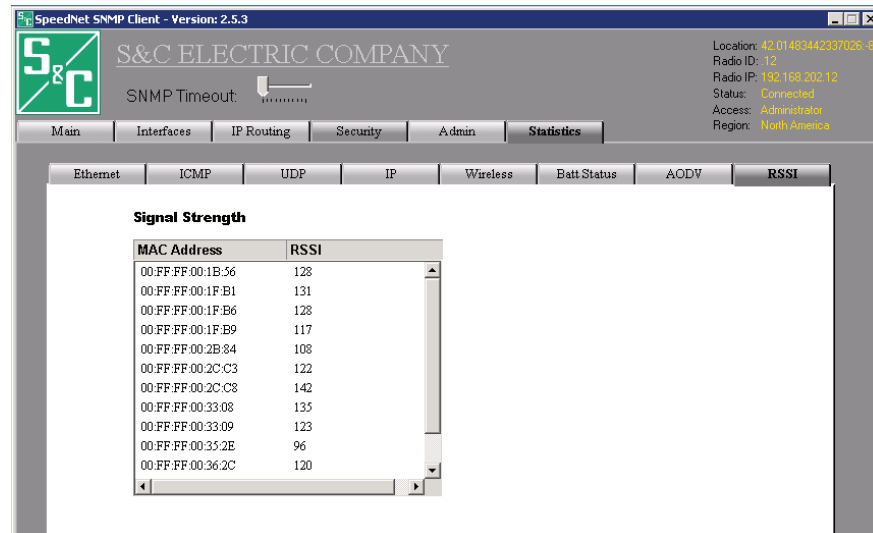 SpeedNet SNMP Client - Version: 2.5.3
S&C
S&C ELECTRIC COMPANY
SNMP Timeout:
Location: 42.01483442337026:-8
Radio ID: 12
Radio IP: 192.168.202.12
Status: Connected
Access: Administrator
Region: North America
Main Interfaces IP Routing Security Admin Statistics
Ethernet ICMP UDP IP Wireless Batt Status AODV RSSI
Signal Strength
MAC Address RSSI
00:FF:FF:00:1B:56 128
00:FF:FF:00:1F:B1 131
00:FF:FF:00:1F:B6 128
00:FF:FF:00:1F:B9 117
00:FF:FF:00:2B:84 108
00:FF:FF:00:2C:C3 122
00:FF:FF:00:2C:C8 142
00:FF:FF:00:33:08 135
00:FF:FF:00:33:09 123
00:FF:FF:00:35:2E 96
00:FF:FF:00:36:2C 120